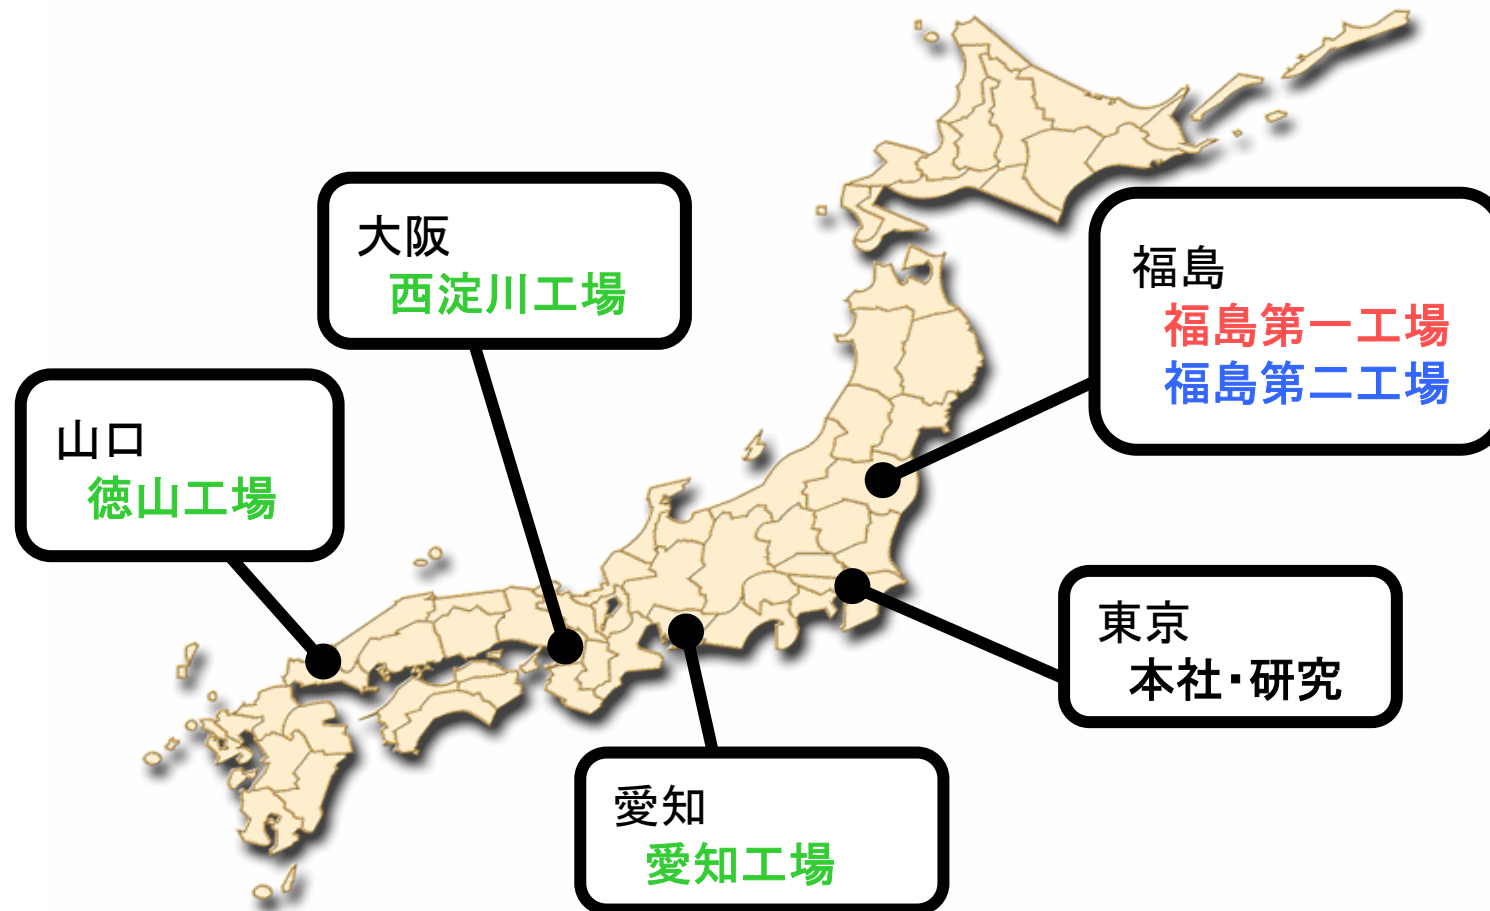 大阪
西淀川工場
福島
福島第一工場
福島第二工場
山口
徳山工場
東京
本社・研究
愛知
愛知工場